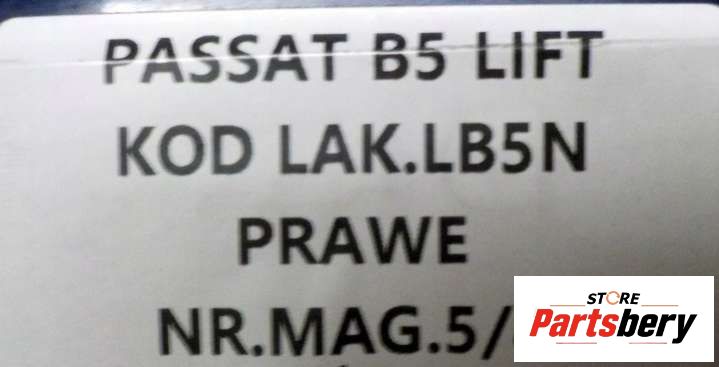 PASSAT B5 LIFT
KOD LAK.LB5N
PRAWE
NR.MAG.5/
STORE
Partsbery